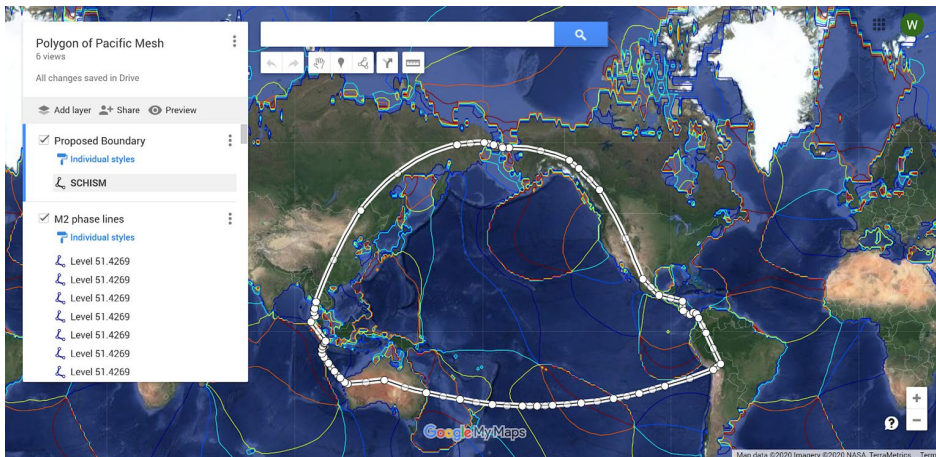 Polygon of Pacific Mesh
6 views
All changes saved in Drive
Add layer
Share
Preview
Proposed Boundary
Individual styles
SCHISM
M2 phase lines
Individual styles
Level 51.4269
Level 51.4269
Level 51.4269
Level 51.4269
Level 51.4269
Level 51.4269
Level 51.4269
W
+
−
?
Google My Maps
Map data ©2020 Imagery ©2020 NASA, TerraMetrics Term